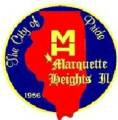 The City of Pride
MH
Marquette
Heights Il.
1956